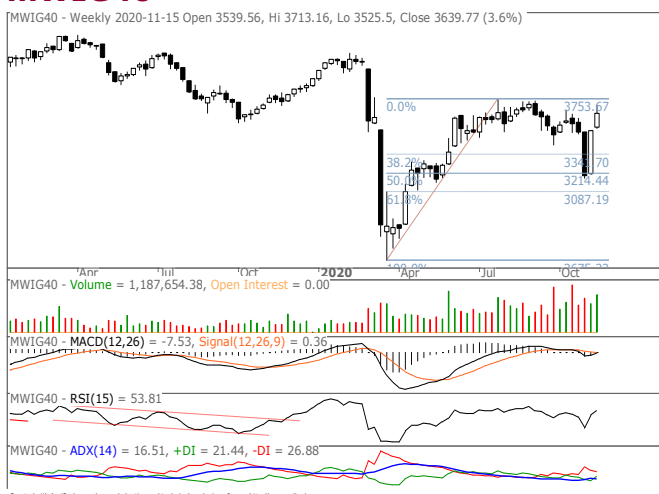 MWIG40 - Weekly 2020-11-15 Open 3539.56, Hi 3713.16, Lo 3525.5, Close 3639.77 (3.6%)
0.0% 3753.67
38.2%
50.0% 3214.44
61.8% 3087.19
Apr Jul Oct 2020 Apr Jul Oct
MWIG40 - Volume = 1,187,654.38, Open Interest = 0.00
MWIG40 - MACD(12,26) = -7.53, Signal(12,26,9) = 0.36
MWIG40 - RSI(15) = 53.81
MWIG40 - ADX(14) = 16.51, +DI = 21.44, -DI = 26.88